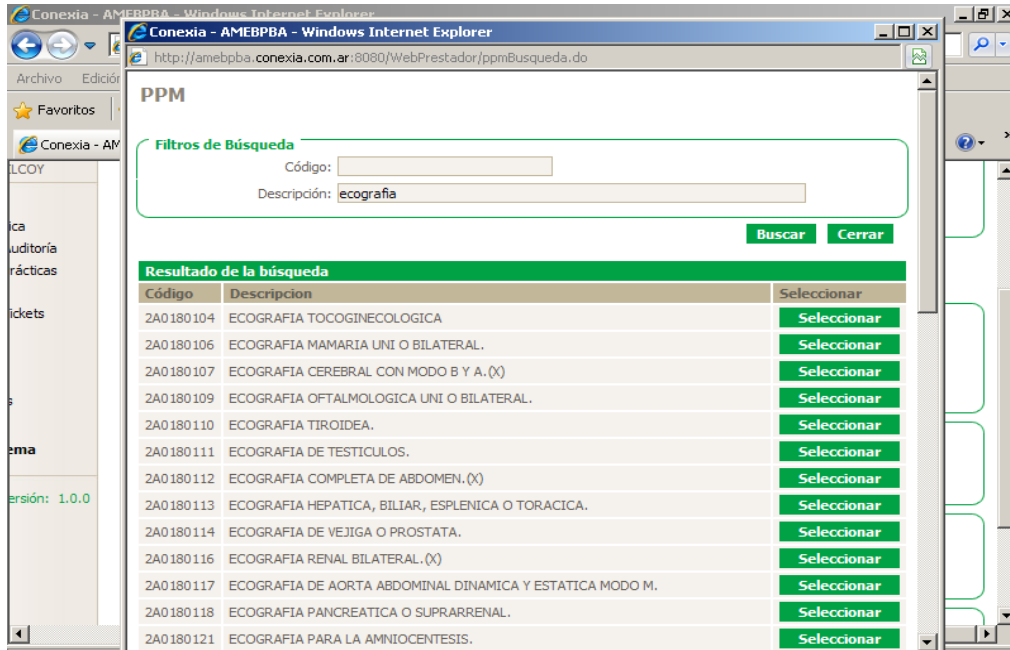 Conexia - AMEBPBA - Windows Internet Explorer
Conexia - AMEBPBA - Windows Internet Explorer
http://amebpba.conexia.com.ar:8080/WebPrestador/ppmBusqueda.do
Archivo Edición
Favoritos
Conexia - AM
LCOY
ica
uditoría
rácticas
ickets
s
ema
ersión: 1.0.0
PPM
Filtros de Búsqueda
Código:
Descripción: ecografia
Buscar Cerrar
Resultado de la búsqueda
Código Descripcion Seleccionar
2A0180104 ECOGRAFIA TOCOGINECOLOGICA Seleccionar
2A0180106 ECOGRAFIA MAMARIA UNI O BILATERAL. Seleccionar
2A0180107 ECOGRAFIA CEREBRAL CON MODO B Y A.(X) Seleccionar
2A0180109 ECOGRAFIA OFTALMOLOGICA UNI O BILATERAL. Seleccionar
2A0180110 ECOGRAFIA TIROIDEA. Seleccionar
2A0180111 ECOGRAFIA DE TESTICULOS. Seleccionar
2A0180112 ECOGRAFIA COMPLETA DE ABDOMEN.(X) Seleccionar
2A0180113 ECOGRAFIA HEPATICA, BILIAR, ESPLENICA O TORACICA. Seleccionar
2A0180114 ECOGRAFIA DE VEJIGA O PROSTATA. Seleccionar
2A0180116 ECOGRAFIA RENAL BILATERAL.(X) Seleccionar
2A0180117 ECOGRAFIA DE AORTA ABDOMINAL DINAMICA Y ESTATICA MODO M. Seleccionar
2A0180118 ECOGRAFIA PANCREATICA O SUPRARRENAL. Seleccionar
2A0180121 ECOGRAFIA PARA LA AMNIOCENTESIS. Seleccionar